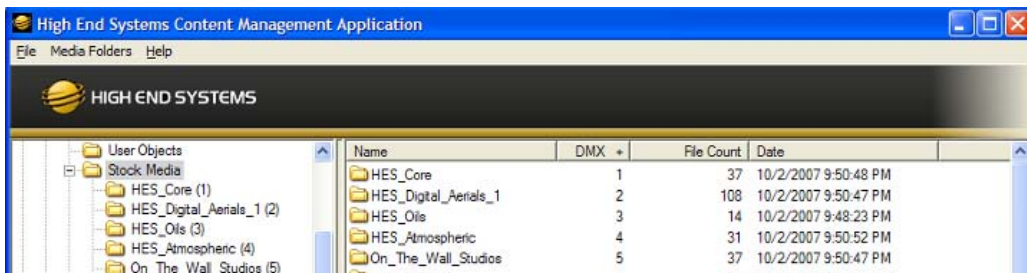 High End Systems Content Management Application
File Media Folders Help
HIGH END SYSTEMS
User Objects
Stock Media
HES_Core (1)
HES_Digital_Aerials_1 (2)
HES_Oils (3)
HES_Atmospheric (4)
On_The_Wall_Studios (5)
Name DMX + File Count Date
HES_Core 1 37 10/2/2007 9:50:48 PM
HES_Digital_Aerials_1 2 108 10/2/2007 9:50:47 PM
HES_Oils 3 14 10/2/2007 9:48:23 PM
HES_Atmospheric 4 31 10/2/2007 9:50:52 PM
On_The_Wall_Studios 5 37 10/2/2007 9:50:47 PM